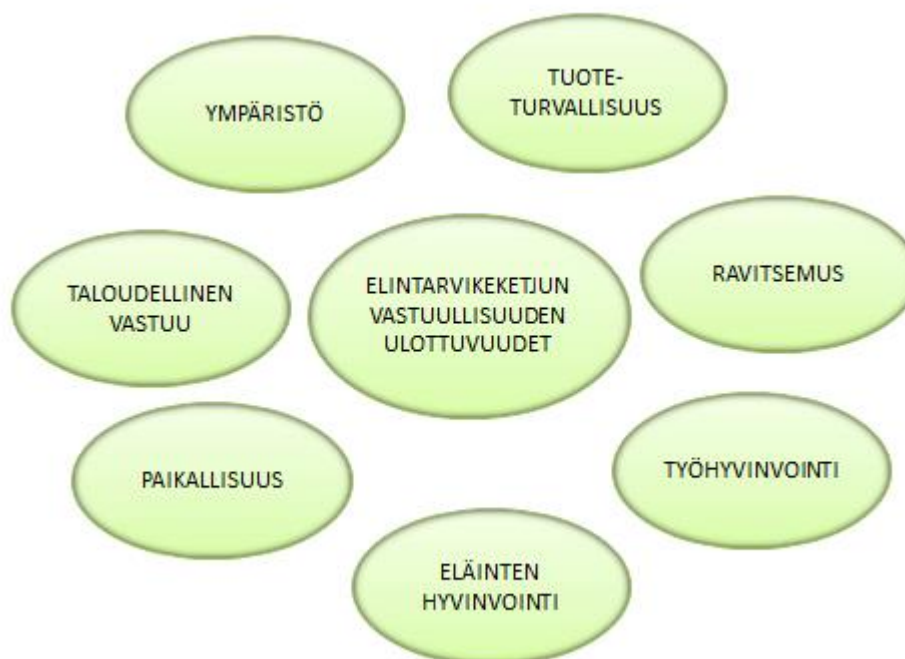 YMPÄRISTÖ
TUOTE-
TURVALLISUUS
RAVITSEMUS
TALOUDELLINEN
VASTUU
ELINTARVIKEKETJUN
VASTUULLISUUDEN
ULOTTUVUUDET
PAIKALLISUUS
TYÖHYVINVOINTI
ELÄINTEN
HYVINVOINTI